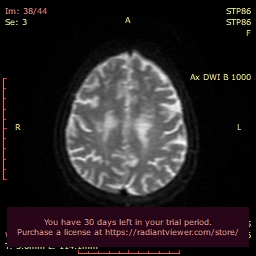 Im: 38/44
Se: 3
A
STP86
STP86
F
Ax DWI B 1000
R
L
You have 30 days left in your trial period.
Purchase a license at https://radiantviewer.com/store/